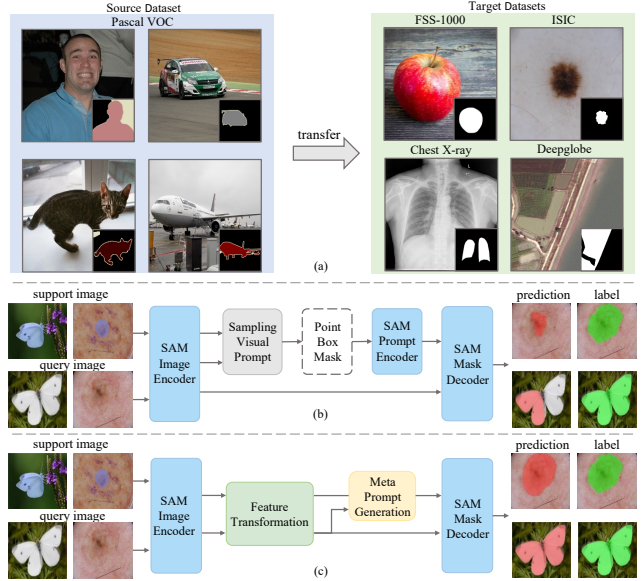 Source Dataset
Pascal VOC
Target Datasets
FSS-1000
ISIC
transfer
Chest X-ray
Deepglobe
L
(a)
support image
query image
SAM
Image
Encoder
Sampling
Visual
Prompt
Point
Box
Mask
SAM
Prompt
Encoder
SAM
Mask
Decoder
prediction
label
(b)
support image
query image
SAM
Image
Encoder
Feature
Transformation
Meta
Prompt
Generation
SAM
Mask
Decoder
prediction
label
(c)